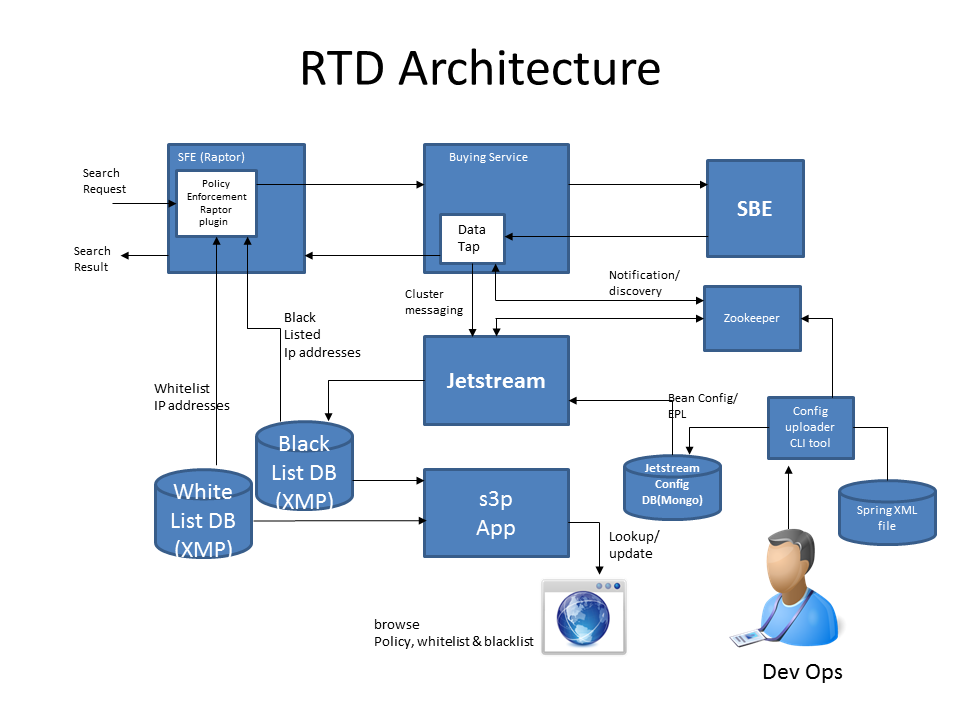 RTD Architecture
SFE (Raptor)
Buying Service
Search
Request
Policy
Enforcement
Raptor
plugin
SBE
Data
Tap
Search
Result
Notification/
discovery
Cluster
messaging
Zookeeper
Black
Listed
Ip addresses
Jetstream
Whitelist
IP addresses
Bean Config/
EPL
Config
uploader
CLI tool
Black
List DB
(XMP)
Jetstream
Config
DB(Mongo)
White
List DB
(XMP)
s3p
App
Spring XML
file
Lookup/
update
browse
Policy, whitelist & blacklist
Dev Ops